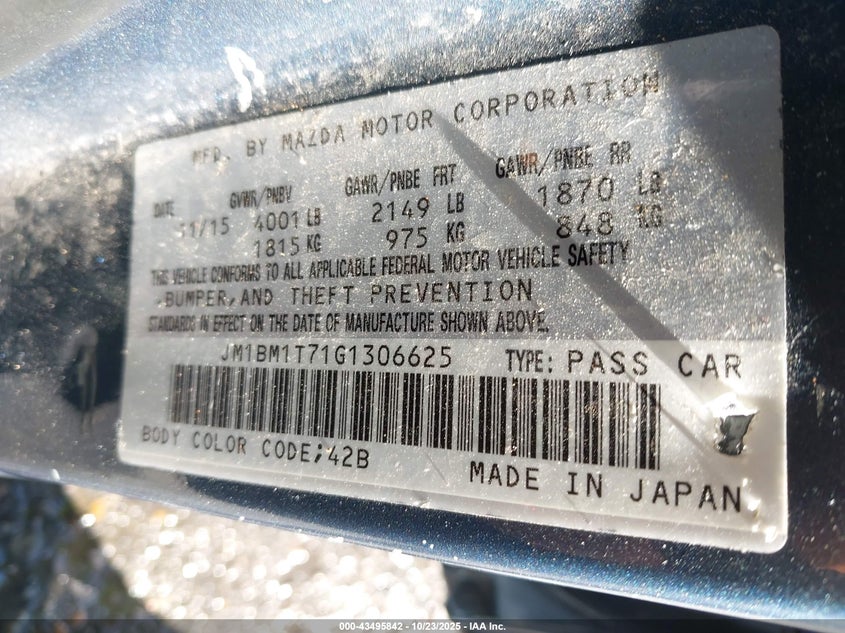 MFD. BY MAZDA MOTOR CORPORATION
DATE GVWR/PNBV GAWR/PNBE FRT GAWR/PNBE RR
11/15 4001 LB 2149 LB 1870 LB
1815 KG 975 KG 848 KG
THIS VEHICLE CONFORMS TO ALL APPLICABLE FEDERAL MOTOR VEHICLE SAFETY
,BUMPER,AND THEFT PREVENTION
STANDARDS IN EFFECT ON THE DATE OF MANUFACTURE SHOWN ABOVE.
JM1BM1T71G1306625 TYPE: PASS CAR
BODY COLOR CODE;42B
MADE IN JAPAN
000-43495842 | 10/23/2025 | IAA Inc.